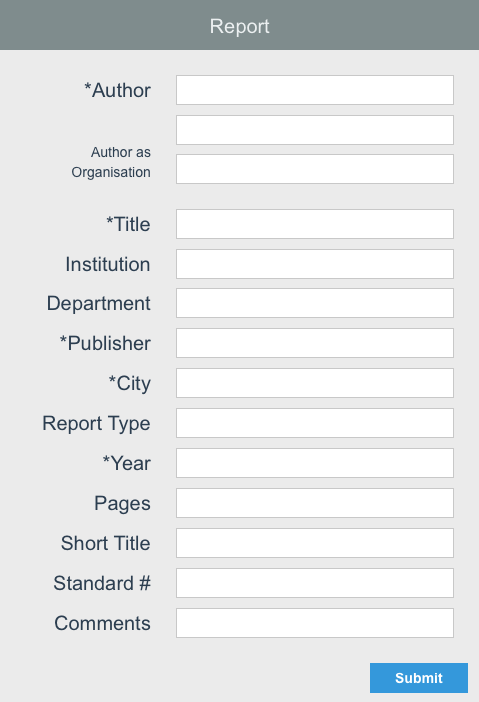 Report
*Author
Author as
Organisation
*Title
Institution
Department
*Publisher
*City
Report Type
*Year
Pages
Short Title
Standard #
Comments
Submit